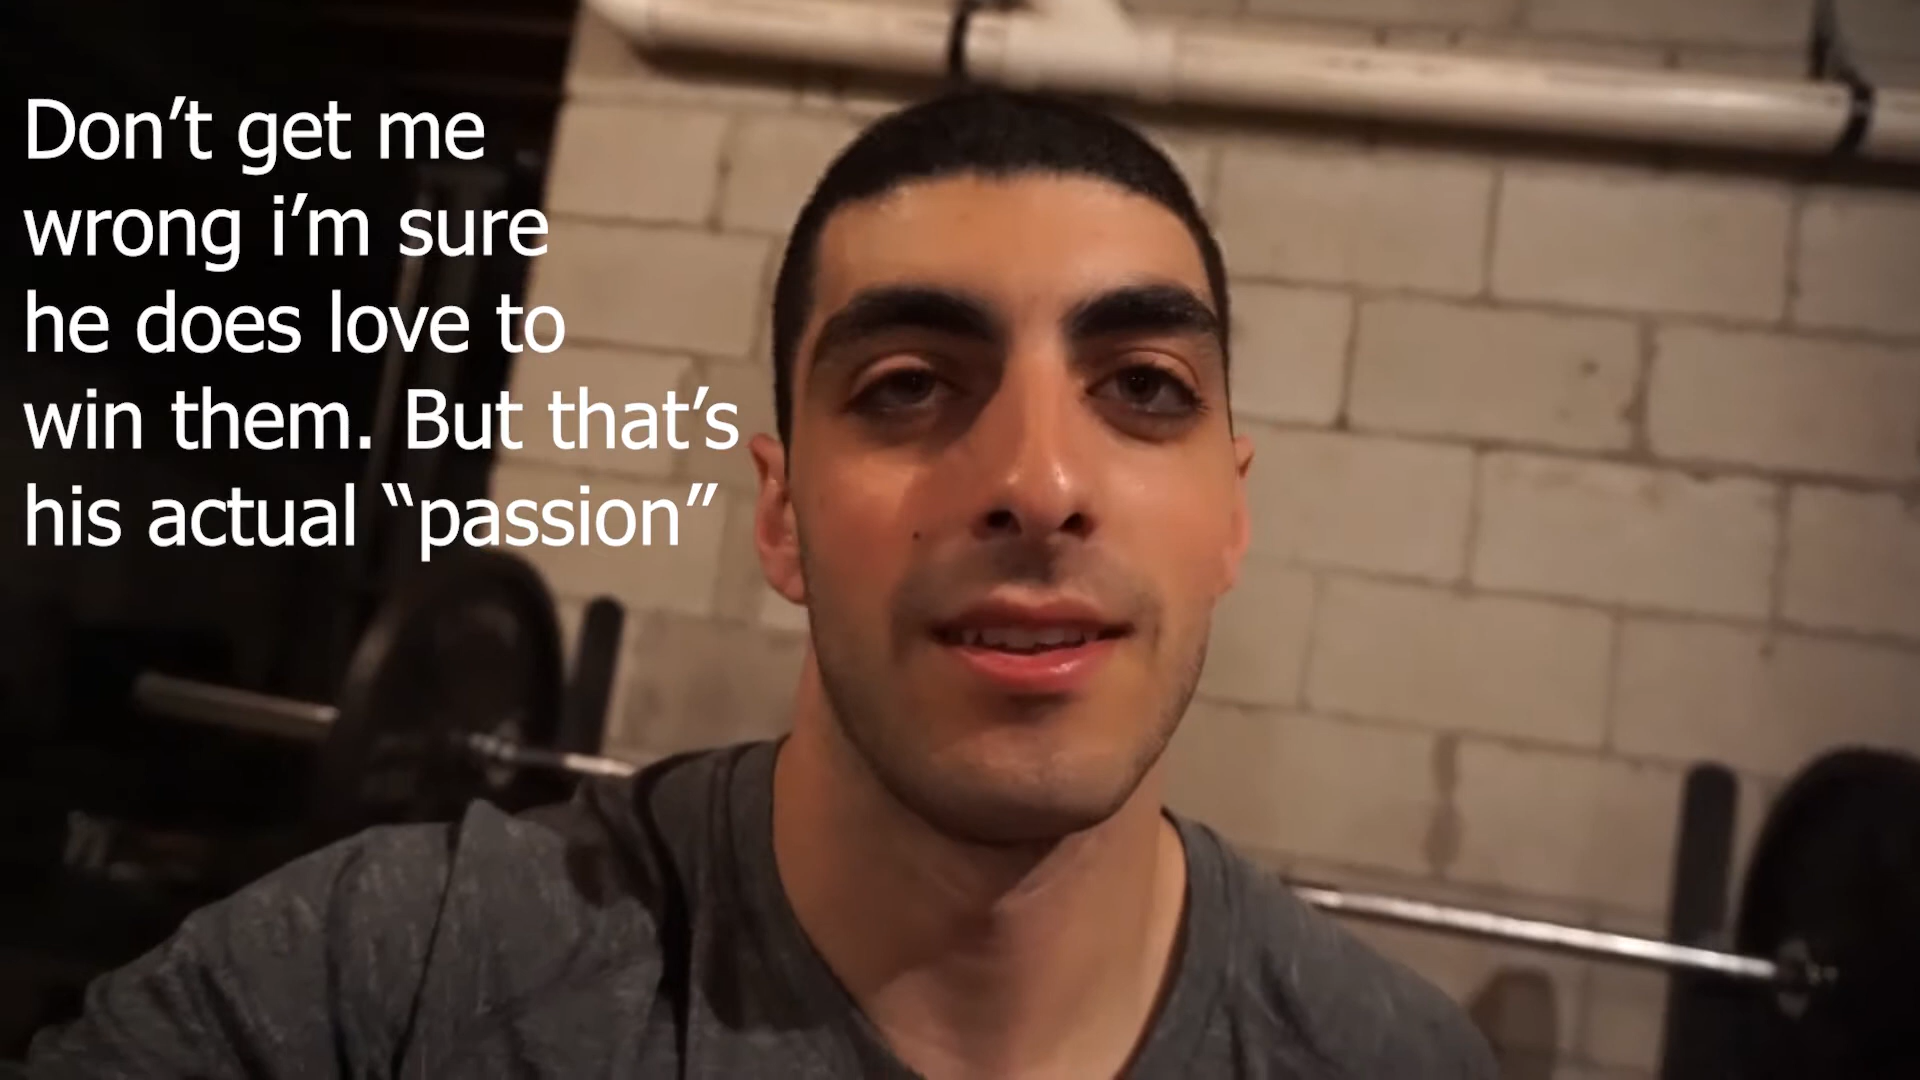 Don’t get me
wrong i’m sure
he does love to
win them. But that’s
his actual “passion”